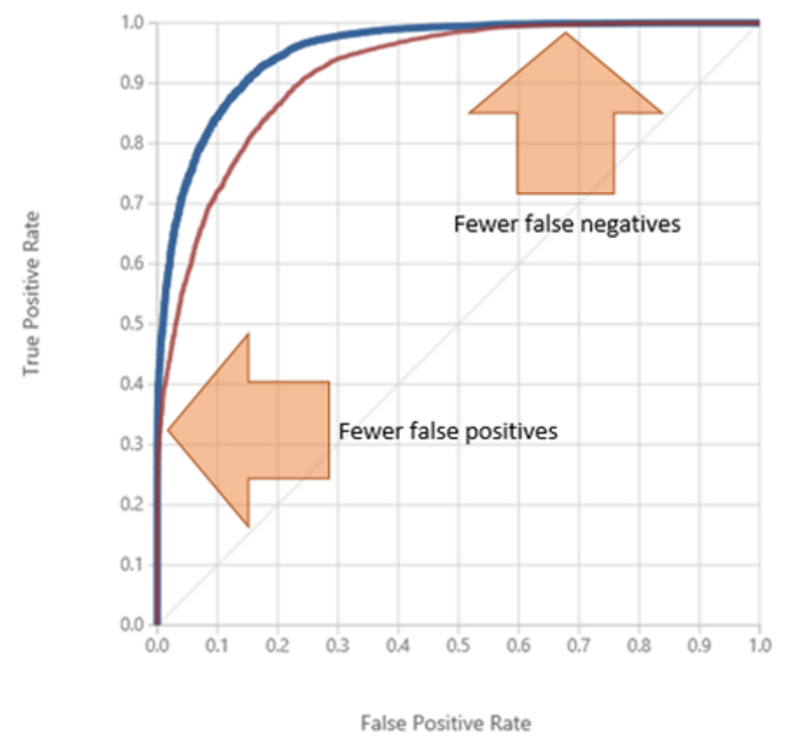 1.0
0.9
0.8
0.7
Fewer false negatives
0.6
True Positive Rate
0.5
0.4
Fewer false positives
0.3
0.2
0.1
0.0
0.0 0.1 0.2 0.3 0.4 0.5 0.6 0.7 0.8 0.9 1.0
False Positive Rate